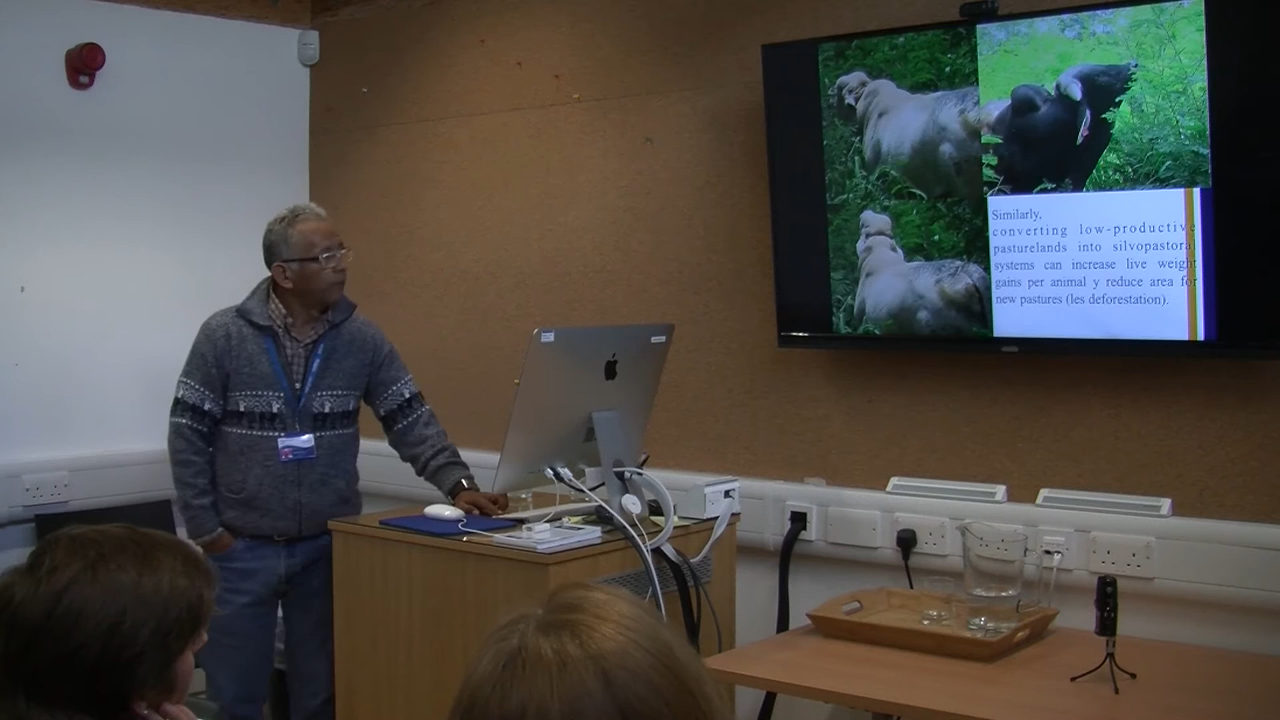 Similarly,
converting low-productive
pasturelands into silvopastoral
systems can increase live weight
gains per animal y reduce area for
new pastures (les deforestation).